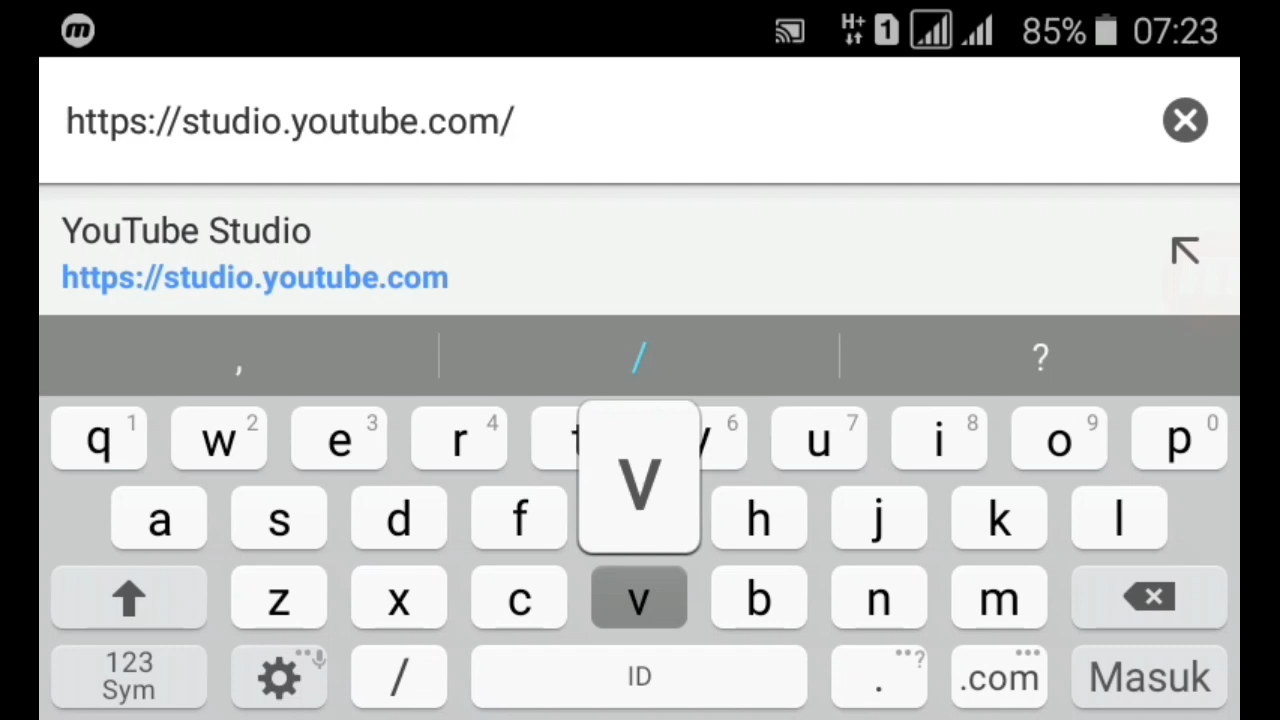 m H+ 1 85% 07:23
https://studio.youtube.com/
YouTube Studio
https://studio.youtube.com
, / ?
q 1 w 2 e 3 r 4 t V y 6 u 7 i 8 o 9 p 0
a s d f h j k l
z x c v b n m
123 / ID . ? .com Masuk
Sym